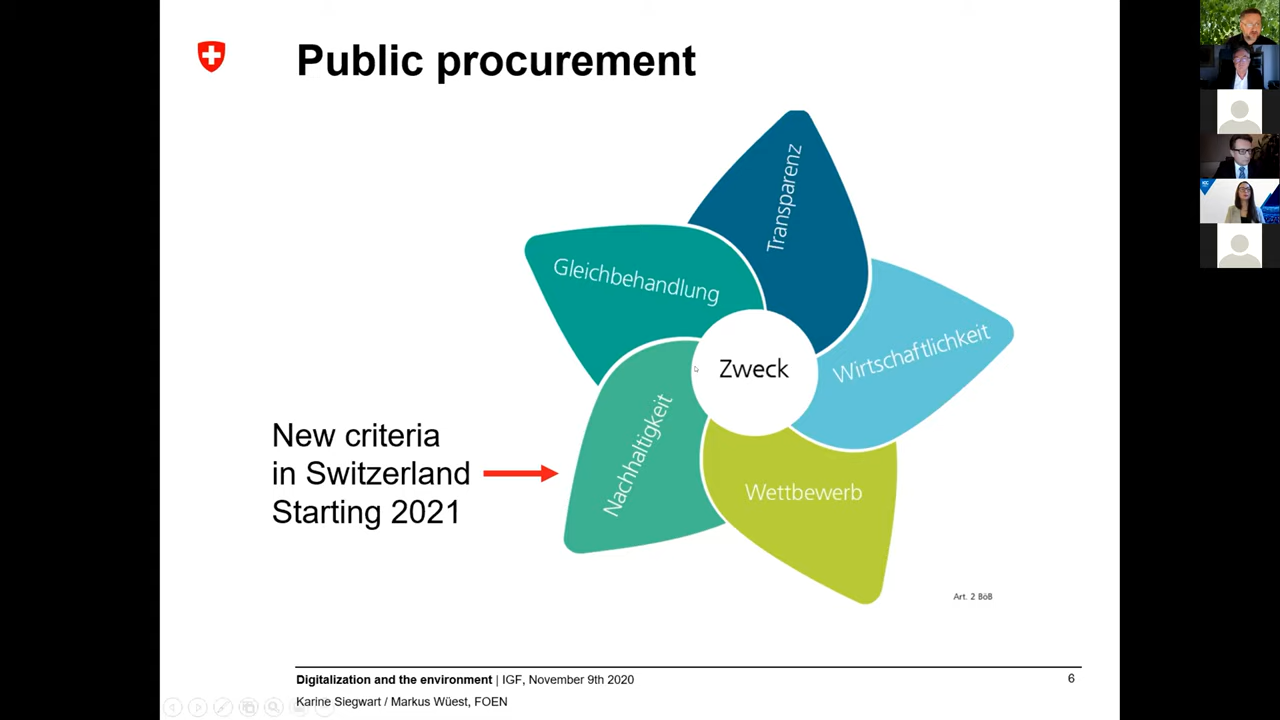 Public procurement
Transparenz
Gleichbehandlung
Wirtschaftlichkeit
Zweck
Nachhaltigkeit
Wettbewerb
New criteria
in Switzerland
Starting 2021
Art. 2 BöB
Digitalization and the environment | IGF, November 9th 2020
6
Karine Siegwart / Markus Wüest, FOEN